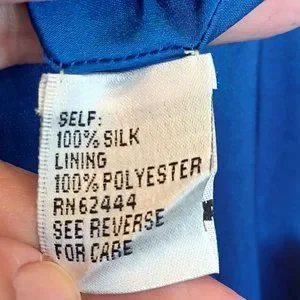 SELF:
100% SILK
LINING
100% POLYESTER
RN62444
SEE REVERSE
FOR CARE